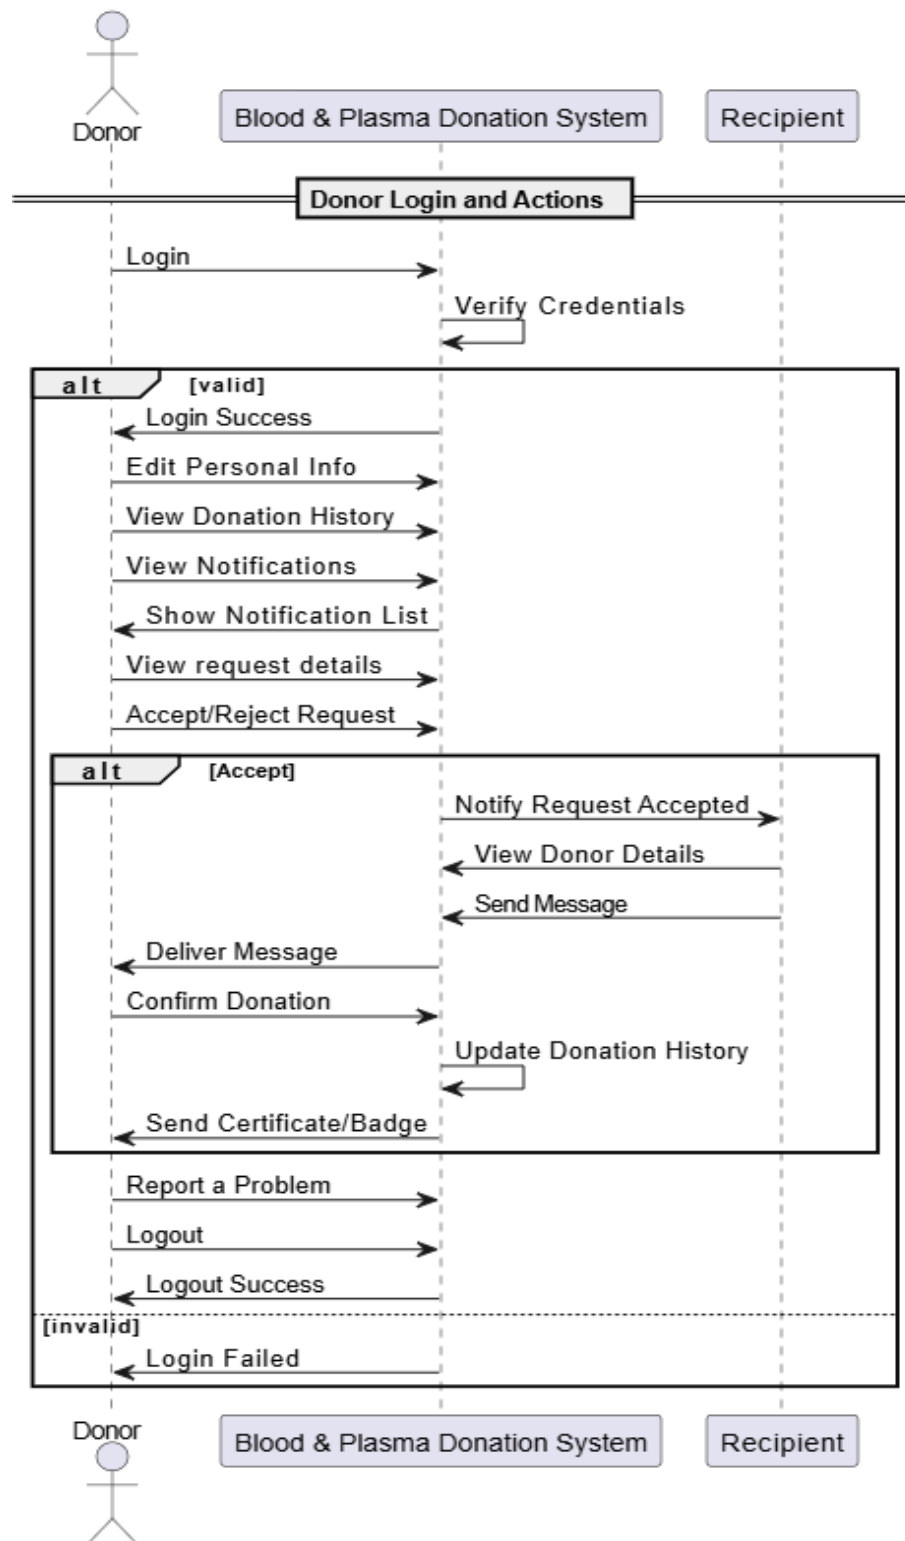 Donor
Blood & Plasma Donation System
Recipient
Donor Login and Actions
Login
Verify Credentials
alt [valid]
Login Success
Edit Personal Info
View Donation History
View Notifications
Show Notification List
View request details
Accept/Reject Request
alt [Accept]
Notify Request Accepted
View Donor Details
Send Message
Deliver Message
Confirm Donation
Update Donation History
Send Certificate/Badge
Report a Problem
Logout
Logout Success
[invalid]
Login Failed
Donor
Blood & Plasma Donation System
Recipient